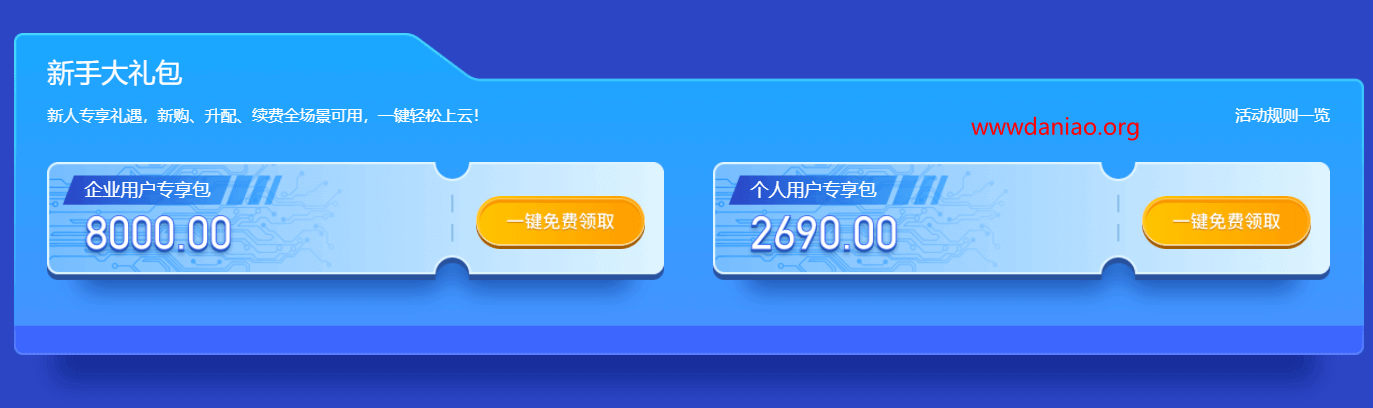 新手大礼包
新人专享礼遇，新购、升配、续费全场景可用，一键轻松上云！
活动规则一览
wwwdaniao.org
企业用户专享包
8000.00
一键免费领取
个人用户专享包
2690.00
一键免费领取